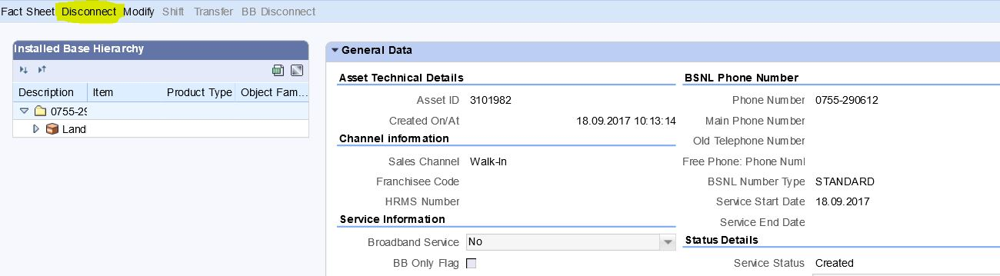 Fact Sheet Disconnect Modify Shift Transfer BB Disconnect
Installed Base Hierarchy
Description Item Product Type Object Fam...
0755-29
Landl
General Data
Asset Technical Details
Asset ID 3101982
Created On/At 18.09.2017 10:13:14
Channel information
Sales Channel Walk-In
Franchisee Code
HRMS Number
Service Information
Broadband Service No
BB Only Flag
BSNL Phone Number
Phone Number 0755-290612
Main Phone Number
Old Telephone Number
Free Phone: Phone Numl
BSNL Number Type STANDARD
Service Start Date 18.09.2017
Service End Date
Status Details
Service Status Created